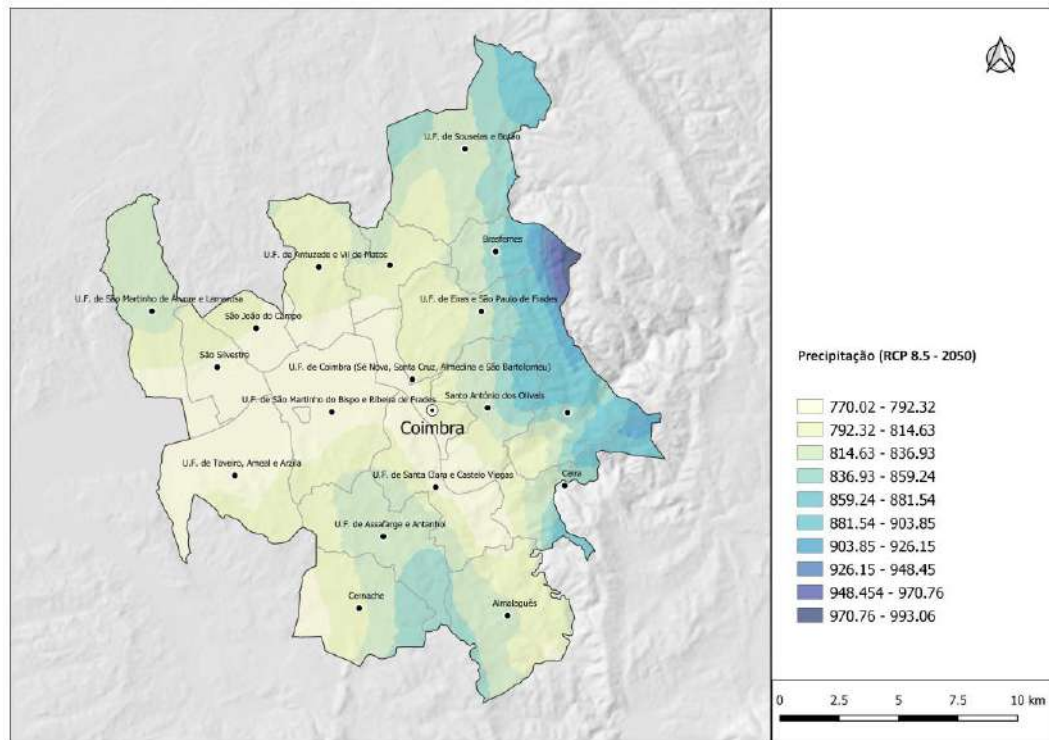 U.F. de Souselas e Botão
Brasfemes
U.F. de Antuzede e Vil de Matos
U.F. de Eiras e São Paulo de Frades
U.F. de São Martinho de Árvore e Lamarosa
São João do Campo
São Silvestre
U.F. de Coimbra (Sé Nova, Santa Cruz, Almedina e São Bartolomeu)
U.F. de São Martinho do Bispo e Ribeira de Frades
Santo António dos Olivais
Coimbra
U.F. de Taveiro, Ameal e Arzila
U.F. de Santa Clara e Castelo Viegas
Ceira
U.F. de Assafarge e Antanhol
Cernache
Almalaguês
Precipitação (RCP 8.5 - 2050)
770.02 - 792.32
792.32 - 814.63
814.63 - 836.93
836.93 - 859.24
859.24 - 881.54
881.54 - 903.85
903.85 - 926.15
926.15 - 948.45
948.454 - 970.76
970.76 - 993.06
0 2.5 5 7.5 10 km